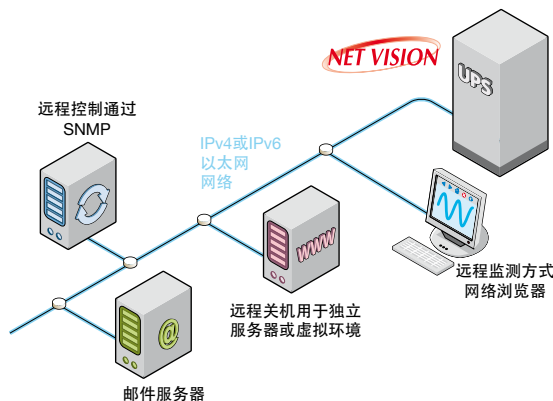 NET VISION
UPS
远程控制通过
SNMP
IPv4或IPv6
以太网
网络
WWW
远程监测方式
网络浏览器
远程关机用于独立
服务器或虚拟环境
@
邮件服务器